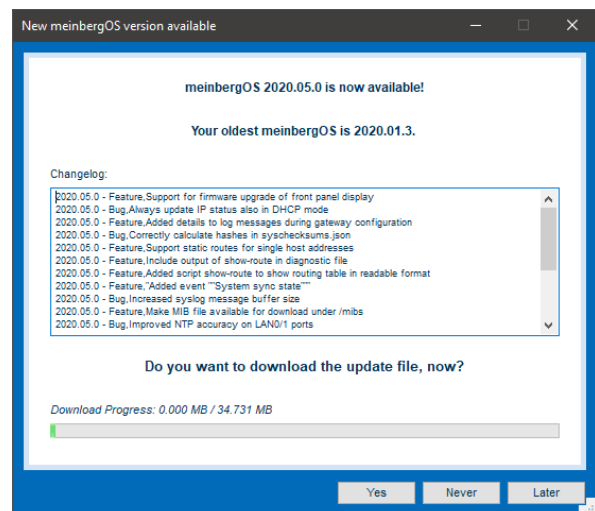 New meinbergOS version available
meinbergOS 2020.05.0 is now available!
Your oldest meinbergOS is 2020.01.3.
Changelog:
2020.05.0 - Feature,Support for firmware upgrade of front panel display
2020.05.0 - Bug,Always update IP status also in DHCP mode
2020.05.0 - Feature,Added details to log messages during gateway configuration
2020.05.0 - Bug,Correctly calculate hashes in syschecksums.json
2020.05.0 - Feature,Support static routes for single host addresses
2020.05.0 - Feature,Include output of show-route in diagnostic file
2020.05.0 - Feature,Added script show-route to show routing table in readable format
2020.05.0 - Feature,"Added event ""System sync state"""
2020.05.0 - Bug,Increased syslog message buffer size
2020.05.0 - Feature,Make MIB file available for download under /mibs
2020.05.0 - Bug,Improved NTP accuracy on LAN0/1 ports
Do you want to download the update file, now?
Download Progress: 0.000 MB / 34.731 MB
Yes
Never
Later